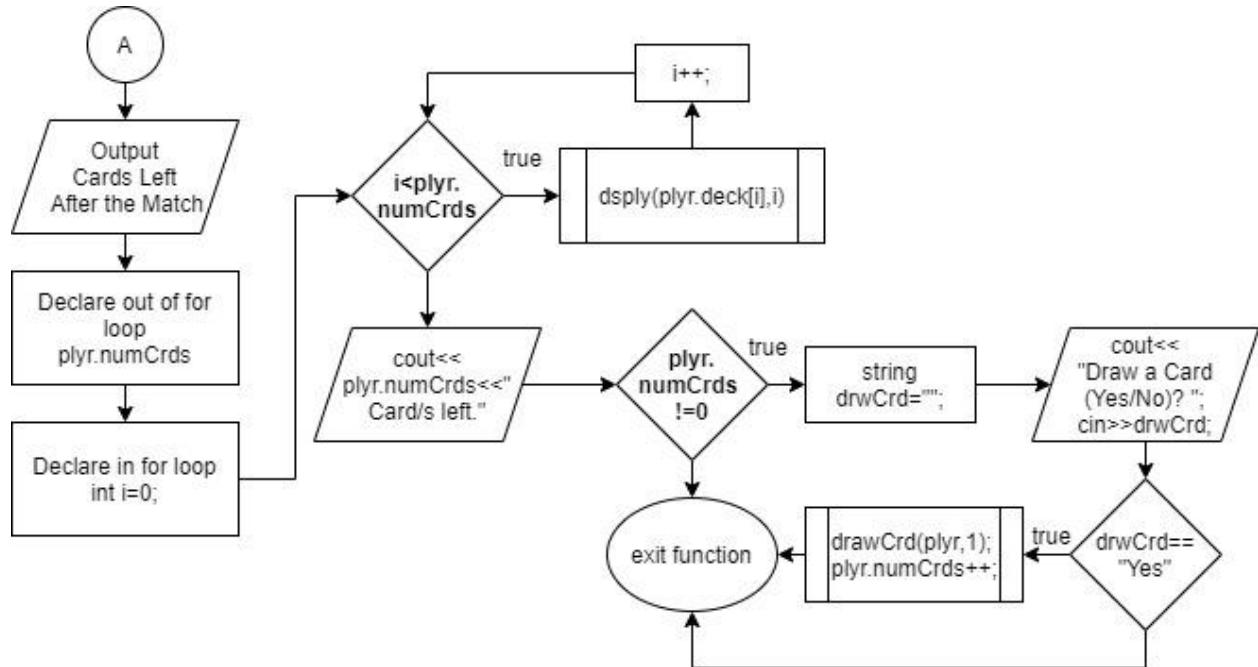 A
Output
Cards Left
After the Match
Declare out of for
loop
plyr.numCrds
Declare in for loop
int i=0;
i<plyr.
numCrds
true
dsply(plyr.deck[i],i)
i++;
cout<<
plyr.numCrds<<"
Card/s left."
plyr.
numCrds
!=0
true
string
drwCrd="";
cout<<
"Draw a Card
(Yes/No)? ";
cin>>drwCrd;
drwCrd==
"Yes"
true
drawCrd(plyr,1);
plyr.numCrds++;
exit function